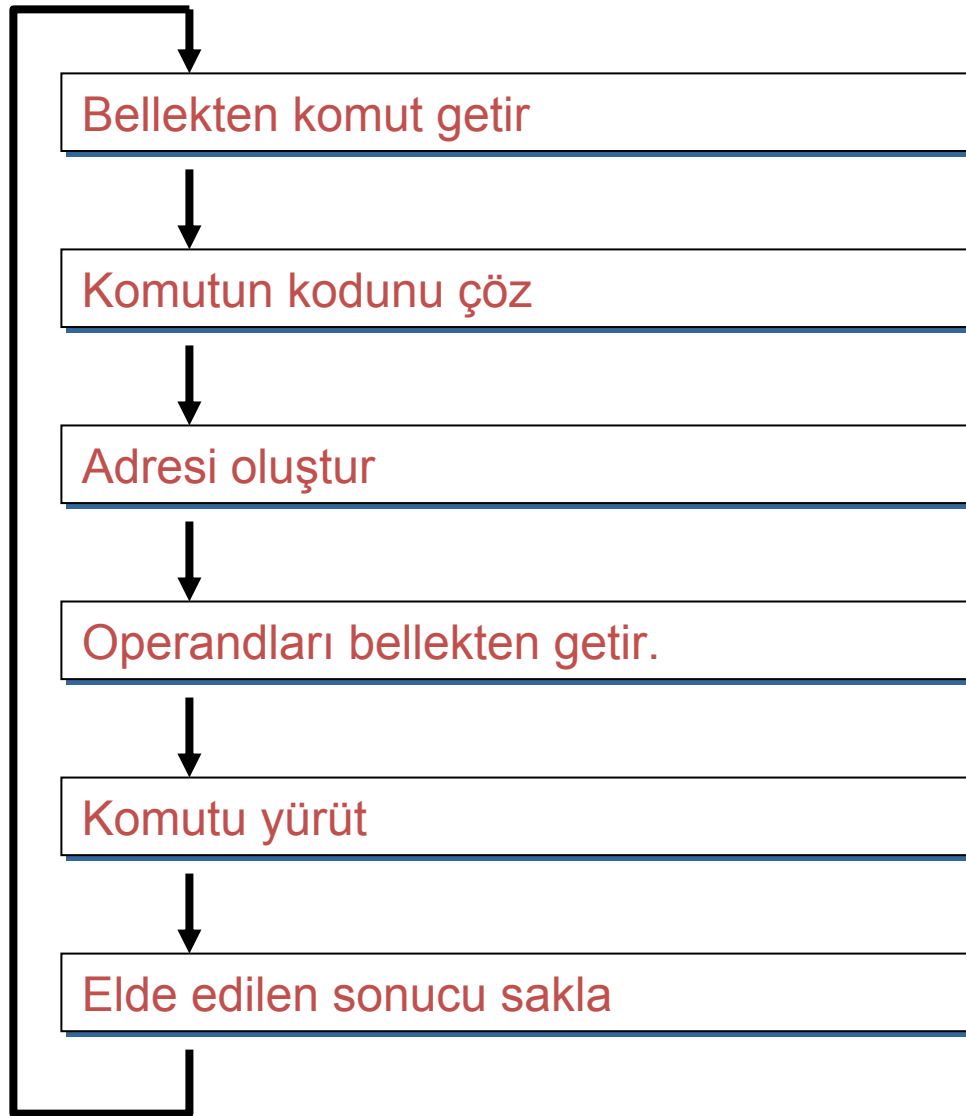 Bellekten komut getir
Komutun kodunu çöz
Adresi oluştur
Operandları bellekten getir.
Komutu yürüt
Elde edilen sonucu sakla